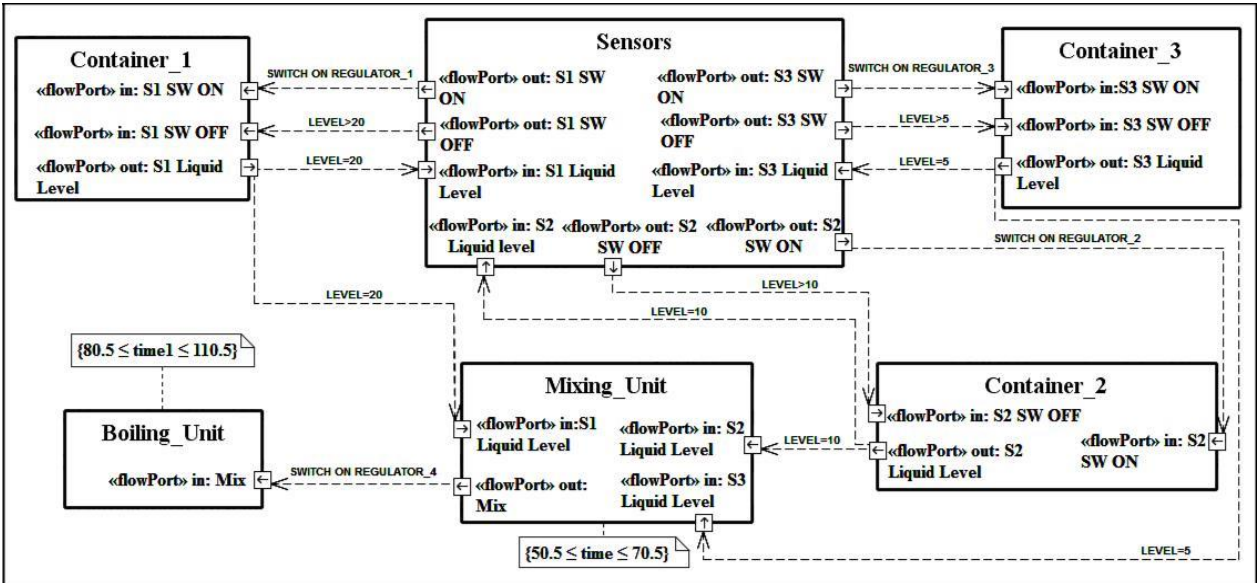 Container_1
«flowPort» in: S1 SW ON
«flowPort» in: S1 SW OFF
«flowPort» out: S1 Liquid
Level
SWITCH ON REGULATOR_1
LEVEL>20
LEVEL=20
Sensors
«flowPort» out: S1 SW
ON
«flowPort» out: S1 SW
OFF
«flowPort» in: S1 Liquid
Level
«flowPort» out: S3 SW
ON
«flowPort» out: S3 SW
OFF
«flowPort» in: S3 Liquid
Level
«flowPort» in: S2
Liquid level
«flowPort» out: S2
SW OFF
«flowPort» out: S2
SW ON
SWITCH ON REGULATOR_3
LEVEL>5
LEVEL=5
Container_3
«flowPort» in:S3 SW ON
«flowPort» in: S3 SW OFF
«flowPort» out: S3 Liquid
Level
SWITCH ON REGULATOR_2
LEVEL=20
LEVEL>10
LEVEL=10
{80.5 ≤ time1 ≤ 110.5}
Boiling_Unit
«flowPort» in: Mix
SWITCH ON REGULATOR_4
Mixing_Unit
«flowPort» in:S1
Liquid Level
«flowPort» out:
Mix
«flowPort» in: S2
Liquid Level
«flowPort» in: S3
Liquid Level
{50.5 ≤ time ≤ 70.5}
LEVEL=10
Container_2
«flowPort» in: S2 SW OFF
«flowPort» out: S2
Liquid Level
«flowPort» in: S2
SW ON
LEVEL=5